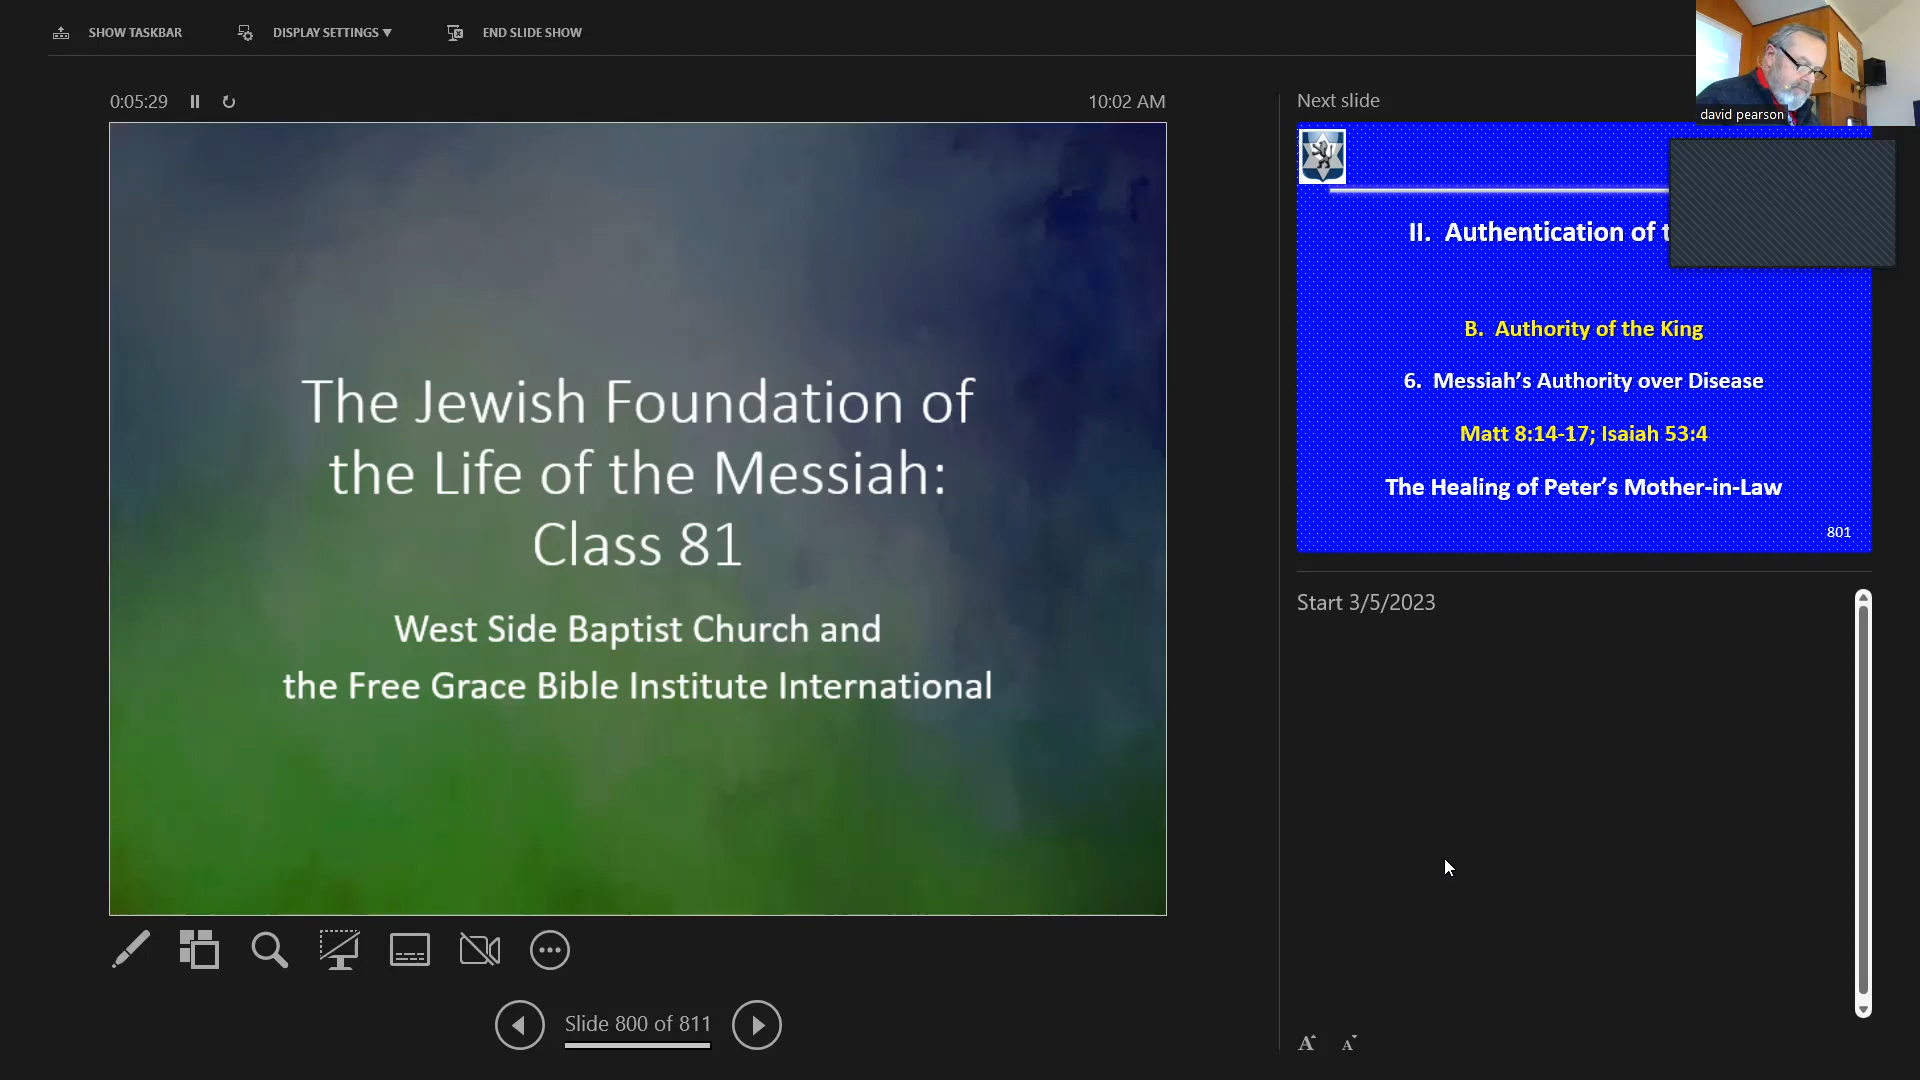 SHOW TASKBAR
DISPLAY SETTINGS ▼
END SLIDE SHOW
david pearson
0:05:29
10:02 AM
The Jewish Foundation of
the Life of the Messiah:
Class 81
West Side Baptist Church and
the Free Grace Bible Institute International
Slide 800 of 811
Next slide
II. Authentication of
B. Authority of the King
6. Messiah's Authority over Disease
Matt 8:14-17; Isaiah 53:4
The Healing of Peter's Mother-in-Law
801
Start 3/5/2023
A A